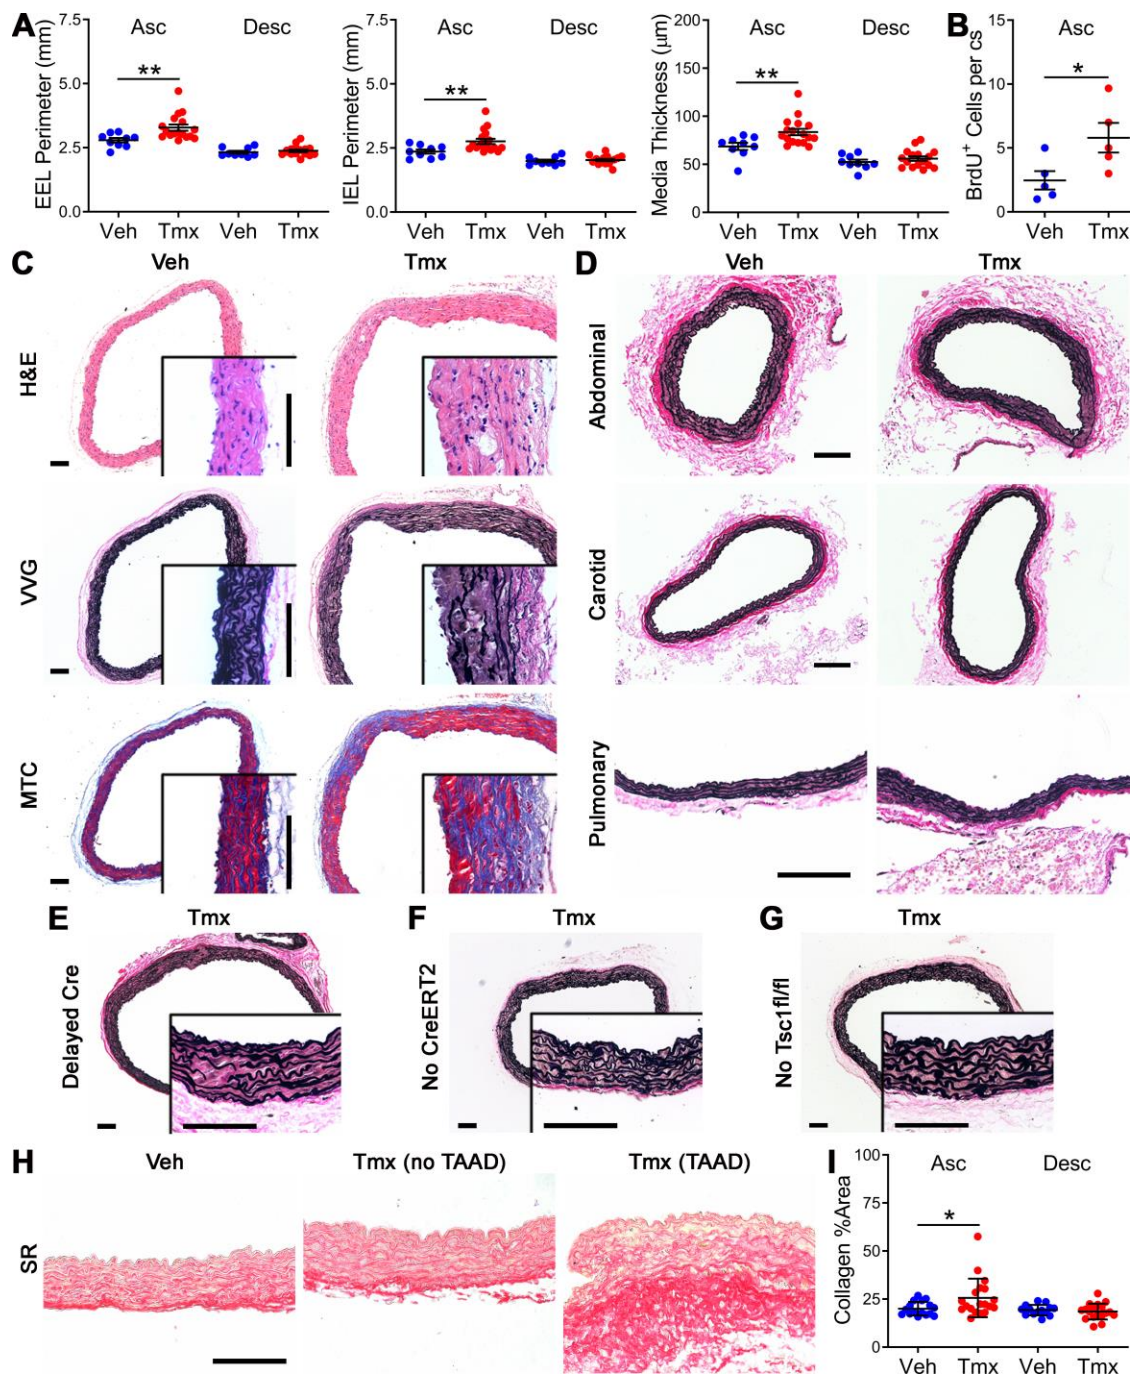 A
B
EEL Perimeter (mm)
7.5
5.0
2.5
0.0
Asc
Desc
**
Veh
Tmx
Veh
Tmx
IEL Perimeter (mm)
7.5
5.0
2.5
0.0
Asc
Desc
**
Veh
Tmx
Veh
Tmx
Media Thickness (μm)
200
150
100
50
0
Asc
Desc
**
Veh
Tmx
Veh
Tmx
BrdU+ Cells per cs
15
10
5
0
Asc
*
Veh
Tmx
C
Veh
Tmx
H&E
VVG
MTC
D
Veh
Tmx
Abdominal
Carotid
Pulmonary
E
Tmx
Delayed Cre
F
Tmx
No CreERT2
G
Tmx
No Tsc1fl/fl
H
Veh
Tmx (no TAAD)
Tmx (TAAD)
SR
I
Collagen %Area
100
75
50
25
0
Asc
Desc
*
Veh
Tmx
Veh
Tmx